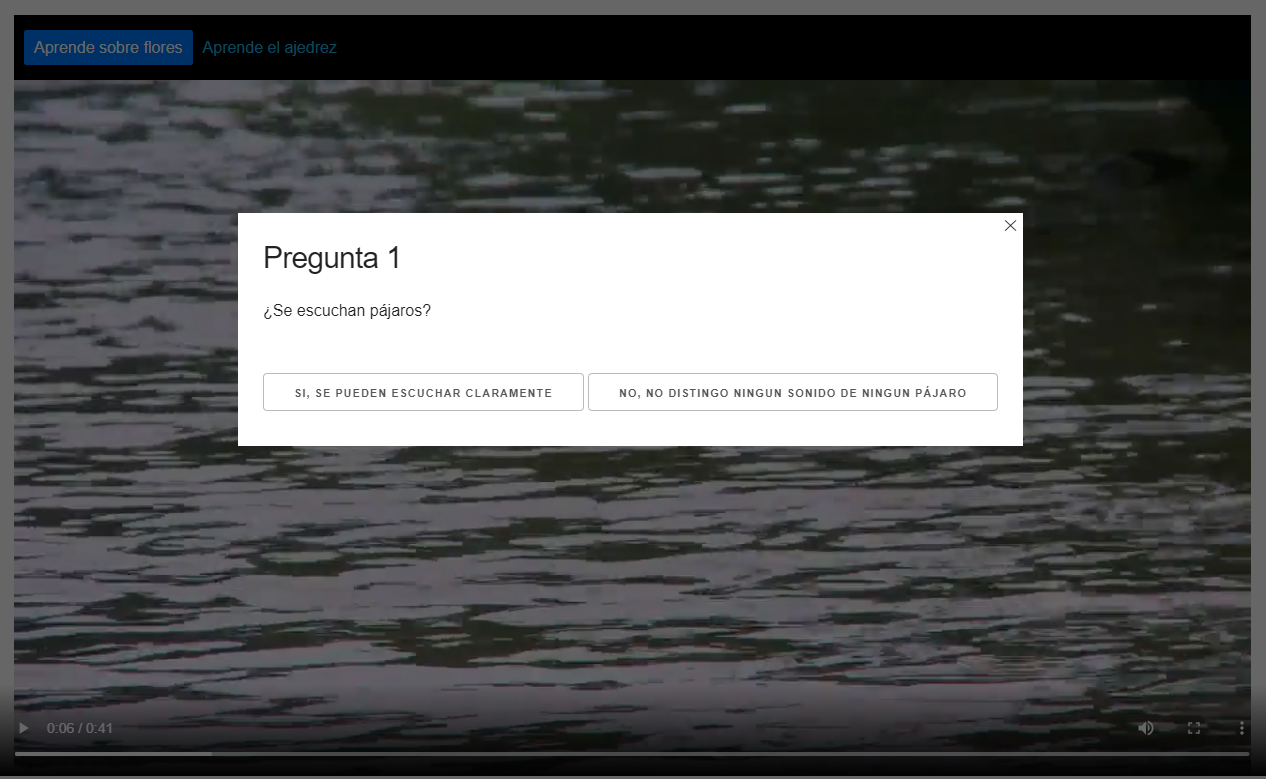 Aprende sobre flores Aprende el ajedrez
Pregunta 1
¿Se escuchan pájaros?
SI, SE PUEDEN ESCUCHAR CLARAMENTE NO, NO DISTINGO NINGUN SONIDO DE NINGUN PÁJARO
0:06 / 0:41